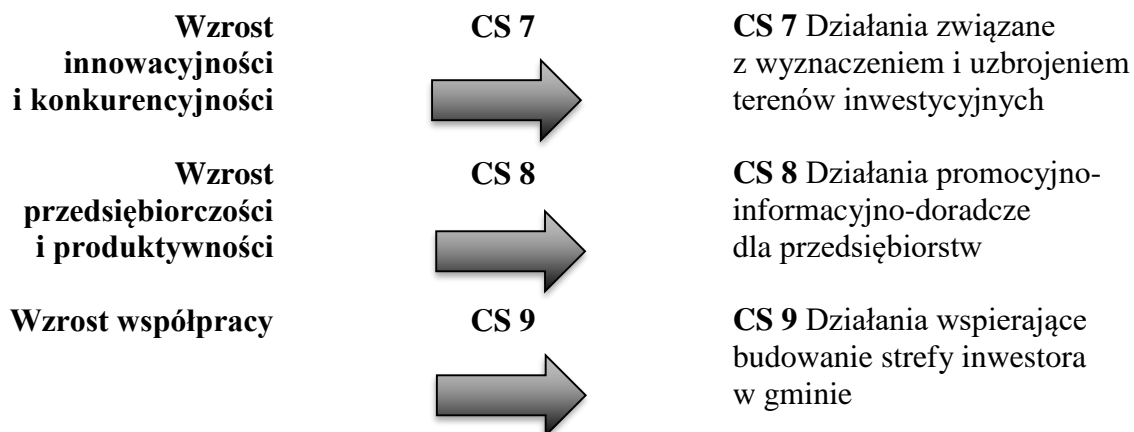 Wzrost
innowacyjności
i konkurencyjności
CS 7
CS 7 Działania związane
z wyznaczeniem i uzbrojeniem
terenów inwestycyjnych
Wzrost
przedsiębiorczości
i produktywności
CS 8
CS 8 Działania promocyjno-
informacyjno-doradcze
dla przedsiębiorstw
Wzrost współpracy
CS 9
CS 9 Działania wspierające
budowanie strefy inwestora
w gminie